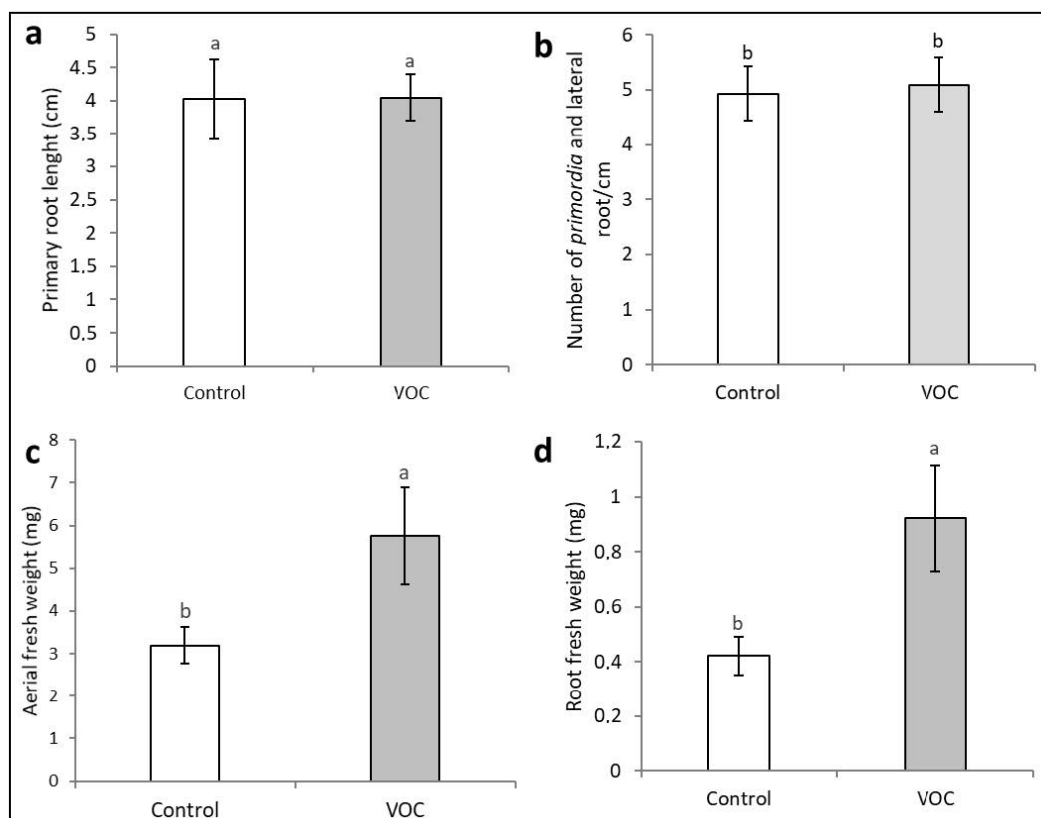 a
Primary root lenght (cm)
5
4.5
4
3.5
3
2.5
2
1.5
1
0.5
0
a
a
Control
VOC
b
Number of primordia and lateral
root/cm
6
5
4
3
2
1
0
b
b
Control
VOC
c
Aerial fresh weight (mg)
8
7
6
5
4
3
2
1
0
b
a
Control
VOC
d
Root fresh weight (mg)
1,2
1
0,8
0,6
0,4
0,2
0
b
a
Control
VOC